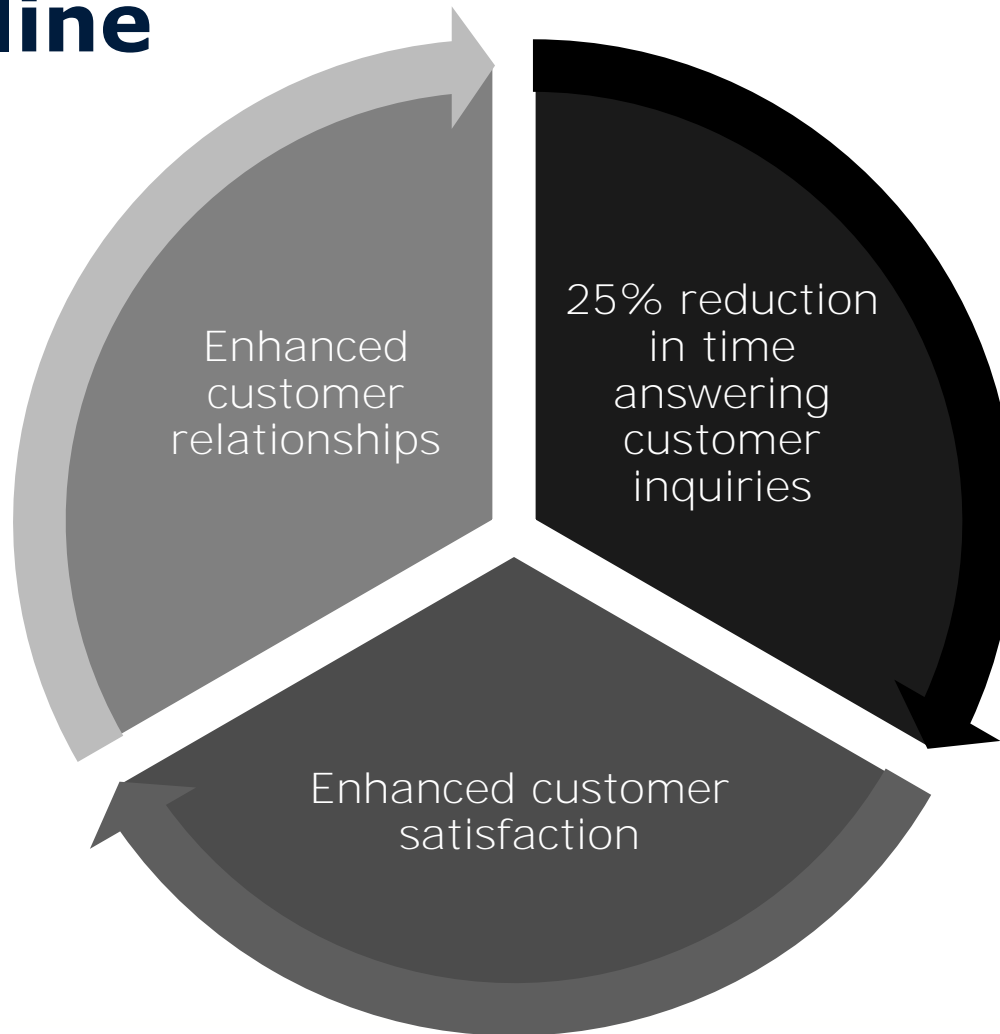 line
25% reduction
in time
answering
customer
inquiries
Enhanced customer
satisfaction
Enhanced
customer
relationships